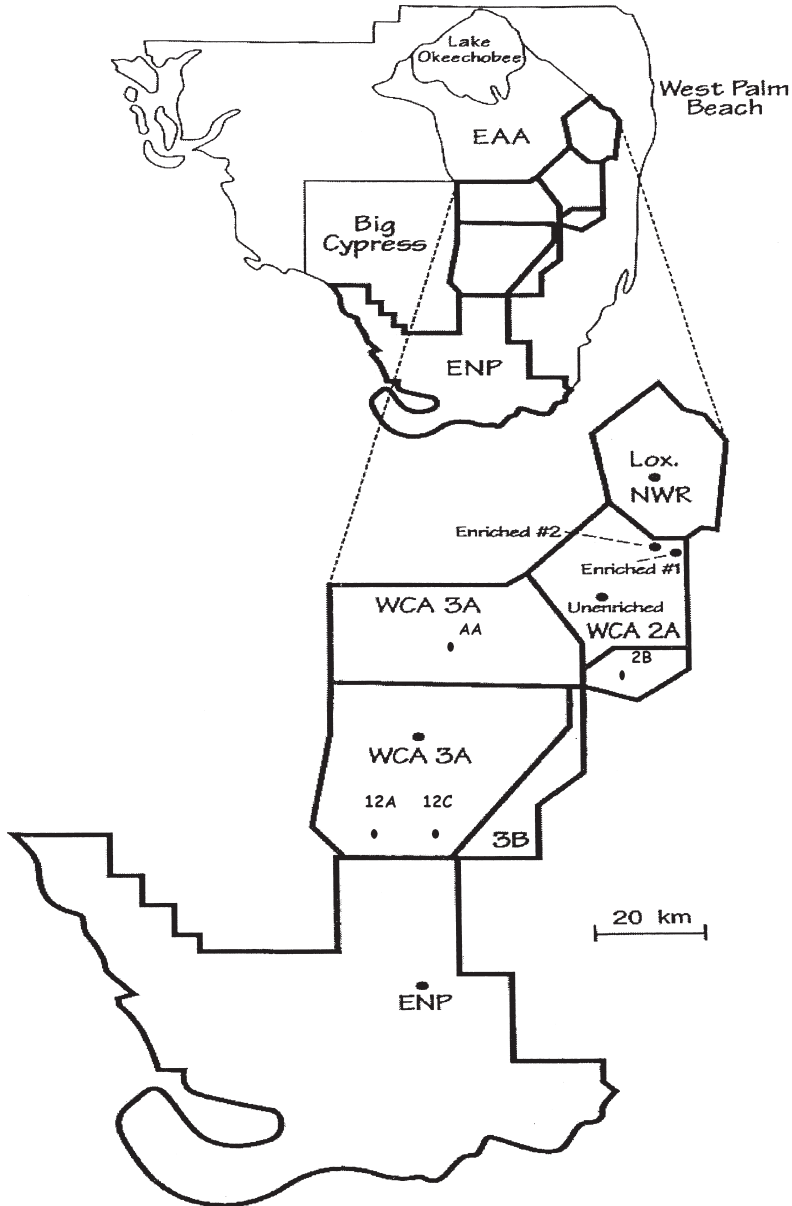 Lake
Okeechobee
West Palm
Beach
EAA
Big
Cypress
ENP
Lox.
NWR
Enriched #2
Enriched #1
Unenriched
WCA 2A
WCA 3A
AA
2B
WCA 3A
12A
12C
3B
20 km
ENP